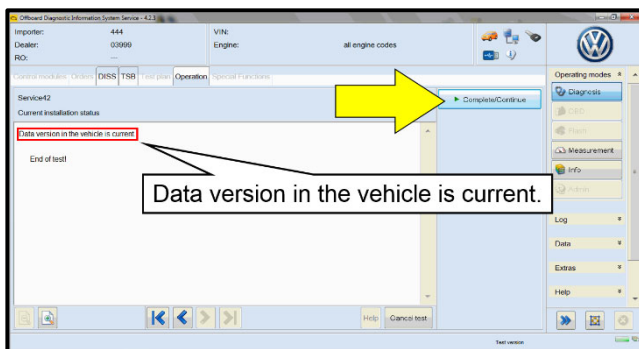 Offboard Diagnostic Information System Service - 4.2.3
Importer: 444 VIN:
Dealer: 03999 Engine: all engine codes
RO: ---
Control modules Orders DISS TSB Test plan Operation Special Functions
Operating modes
Service42
Complete/Continue
Diagnosis
Current installation status
Data version in the vehicle is current.
Flash
End of test!
Measurement
Info
Data version in the vehicle is current.
Admin
Log
Data
Extras
Help
Help Cancel test
Test version